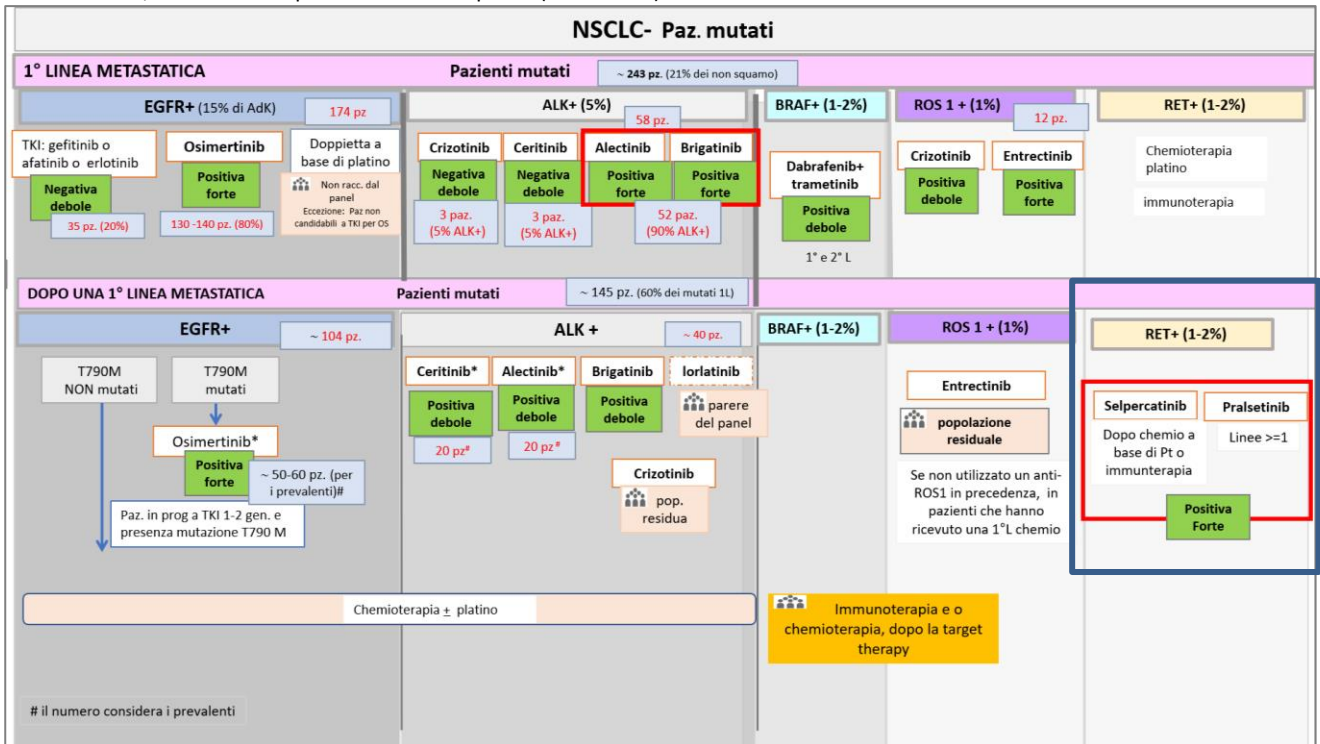 NSCLC- Paz. mutati
1° LINEA METASTATICA
Pazienti mutati
~ 243 pz. (21% dei non squamo)
EGFR+ (15% di AdK)
174 pz
TKI: gefitinib o
afatinib o erlotinib
Negativa
debole
35 pz. (20%)
Osimertinib
Positiva
forte
130 -140 pz. (80%)
Doppietta a
base di platino
Non racc. dal
panel
Eccezione: Paz non
candidabili a TKI per OS
ALK+ (5%)
58 pz.
Crizotinib
Negativa
debole
3 paz.
(5% ALK+)
Ceritinib
Negativa
debole
3 paz.
(5% ALK+)
Alectinib
Positiva
forte
Brigatinib
Positiva
forte
52 paz.
(90% ALK+)
BRAF+ (1-2%)
Dabrafenib+
trametinib
Positiva
debole
1° e 2° L
ROS 1 + (1%)
12 pz.
Crizotinib
Positiva
debole
Entrectinib
Positiva
forte
RET+ (1-2%)
Chemioterapia
platino
immunoterapia
DOPO UNA 1° LINEA METASTATICA
Pazienti mutati
~ 145 pz. (60% dei mutati 1L)
EGFR+
~ 104 pz.
T790M
NON mutati
T790M
mutati
Osimertinib*
Positiva
forte
~ 50-60 pz. (per
i prevalenti)#
Paz. in prog a TKI 1-2 gen. e
presenza mutazione T790 M
ALK +
~ 40 pz.
Ceritinib*
Positiva
debole
20 pz#
Alectinib*
Positiva
debole
20 pz#
Brigatinib
Positiva
debole
lorlatinib
parere
del panel
Crizotinib
pop.
residua
BRAF+ (1-2%)
ROS 1 + (1%)
Entrectinib
popolazione
residuale
Se non utilizzato un anti-
ROS1 in precedenza, in
pazienti che hanno
ricevuto una 1°L chemio
RET+ (1-2%)
Selpercatinib
Dopo chemio a
base di Pt o
immunterapia
Pralsetinib
Linee >=1
Positiva
Forte
Chemioterapia ± platino
Immunoterapia e o
chemioterapia, dopo la target
therapy
# il numero considera i prevalenti